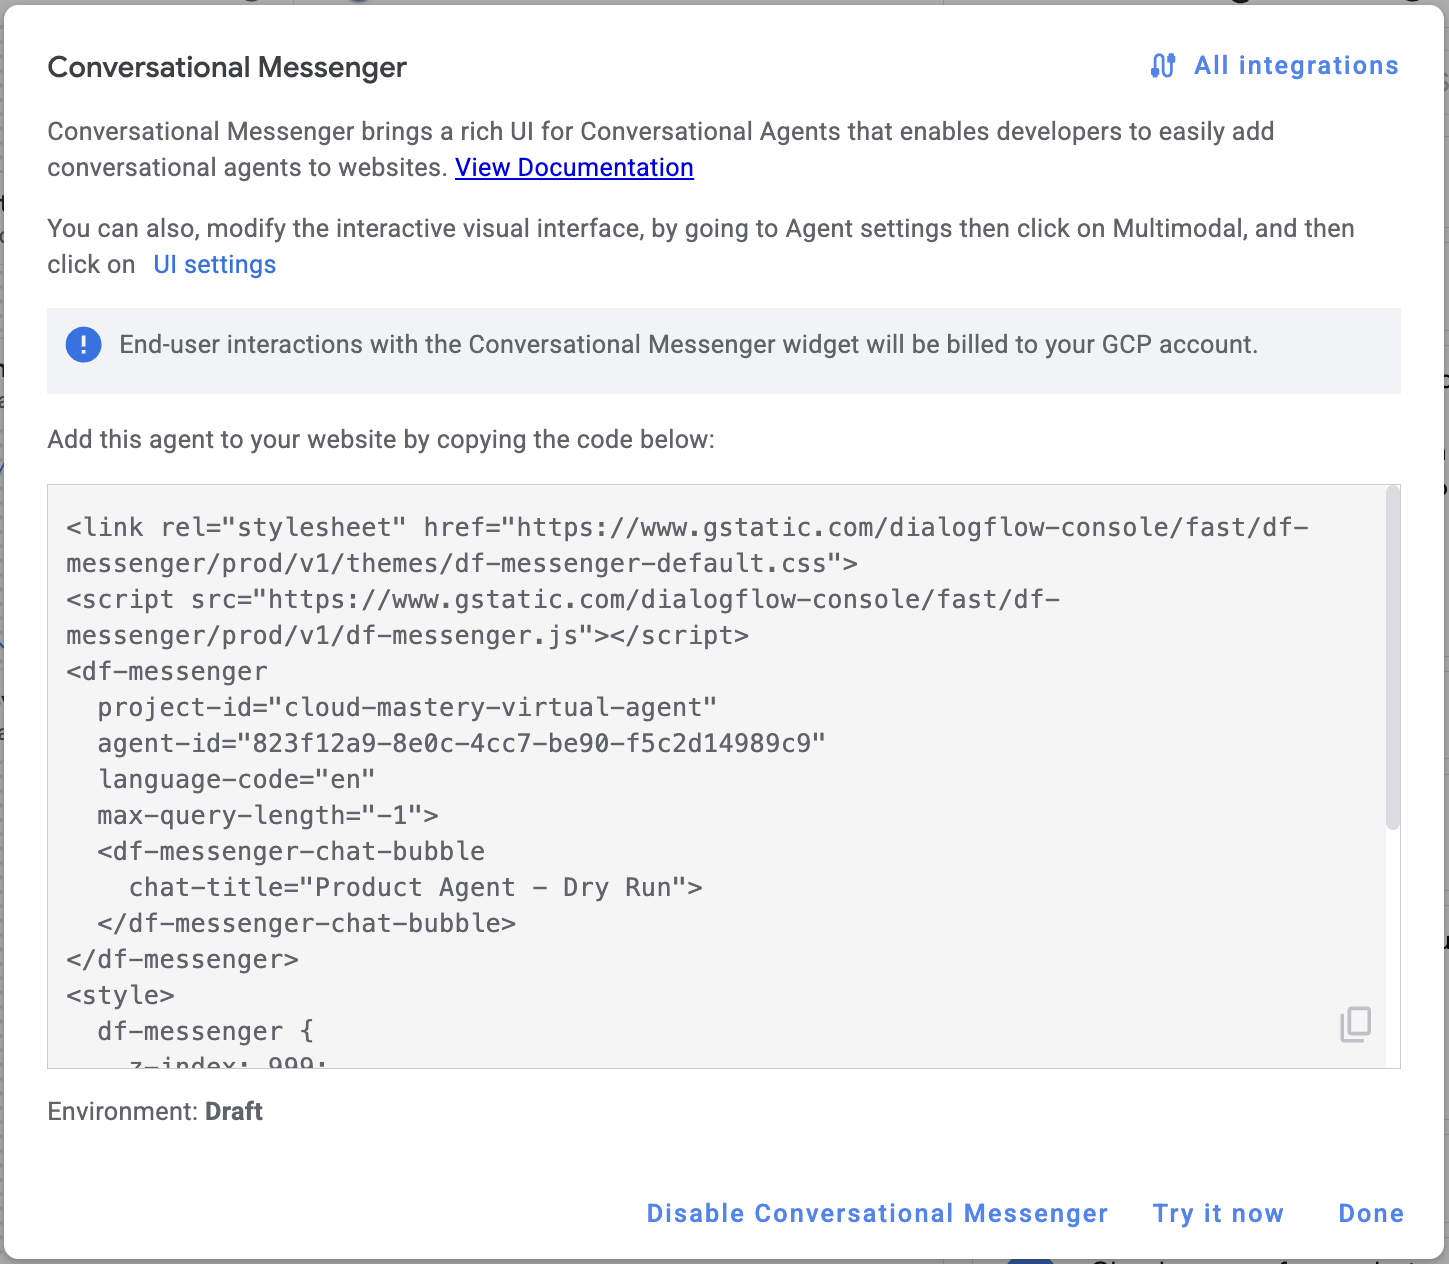 Conversational Messenger
All integrations
Conversational Messenger brings a rich UI for Conversational Agents that enables developers to easily add
conversational agents to websites. View Documentation
You can also, modify the interactive visual interface, by going to Agent settings then click on Multimodal, and then
click on UI settings
End-user interactions with the Conversational Messenger widget will be billed to your GCP account.
Add this agent to your website by copying the code below:
<link rel="stylesheet" href="https://www.gstatic.com/dialogflow-console/fast/df-
messenger/prod/v1/themes/df-messenger-default.css">
<script src="https://www.gstatic.com/dialogflow-console/fast/df-
messenger/prod/v1/df-messenger.js"></script>
<df-messenger
  project-id="cloud-mastery-virtual-agent"
  agent-id="823f12a9-8e0c-4cc7-be90-f5c2d14989c9"
  language-code="en"
  max-query-length="-1">
  <df-messenger-chat-bubble
    chat-title="Product Agent - Dry Run">
  </df-messenger-chat-bubble>
</df-messenger>
<style>
  df-messenger {
    z-index: 999;
Environment: Draft
Disable Conversational Messenger
Try it now
Done